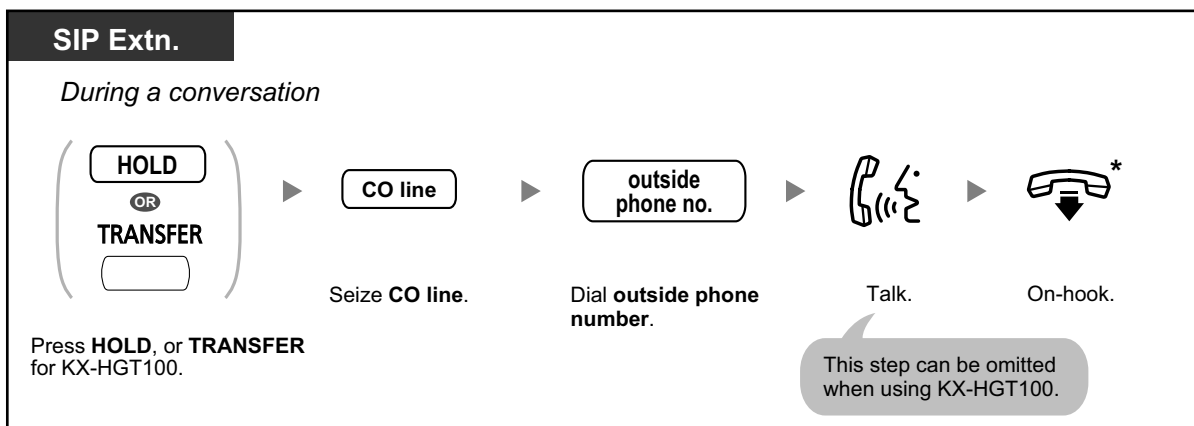 SIP Extn.
During a conversation
HOLD
OR
TRANSFER
Press HOLD, or TRANSFER
for KX-HGT100.
CO line
Seize CO line.
outside
phone no.
Dial outside phone
number.
Talk.
This step can be omitted
when using KX-HGT100.
*
On-hook.